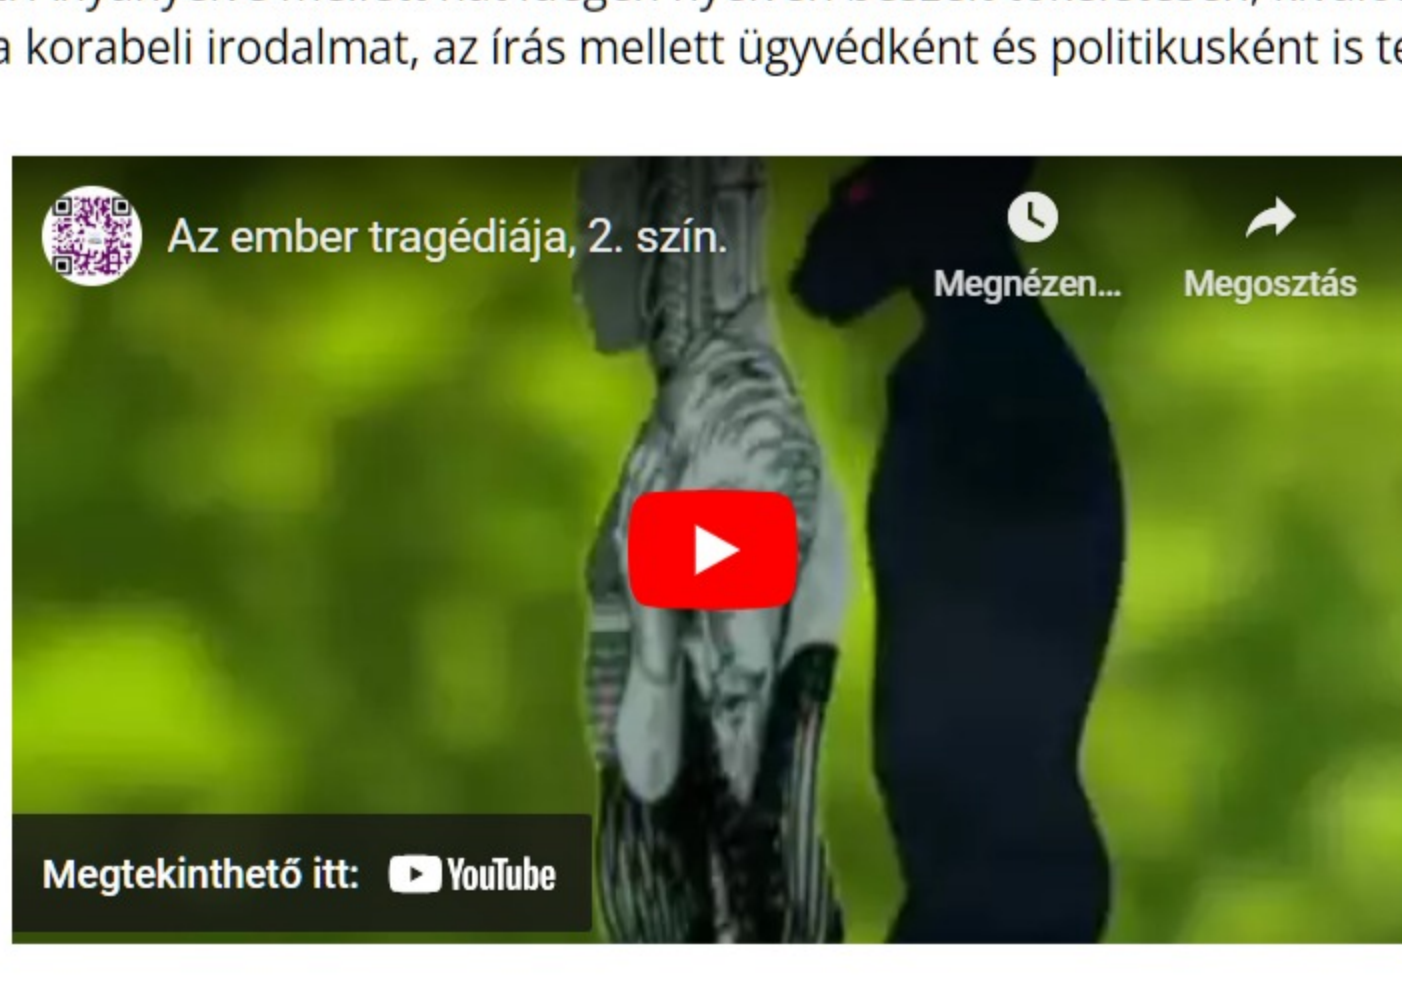 a korabeli irodalmat, az írás mellett ügyvédként és politikusként is
Az ember tragédiája, 2. szín.
Megnézen...
Megosztás
Megtekinthető itt: YouTube